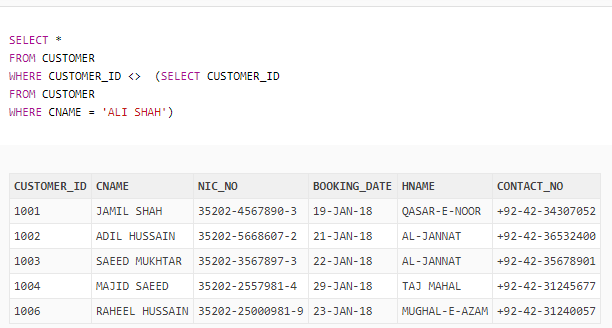 SELECT *
FROM CUSTOMER
WHERE CUSTOMER_ID <>  (SELECT CUSTOMER_ID
FROM CUSTOMER
WHERE CNAME = 'ALI SHAH')
CUSTOMER_ID CNAME NIC_NO BOOKING_DATE HNAME CONTACT_NO
1001 JAMIL SHAH 35202-4567890-3 19-JAN-18 QASAR-E-NOOR +92-42-34307052
1002 ADIL HUSSAIN 35202-5668607-2 21-JAN-18 AL-JANNAT +92-42-36532400
1003 SAEED MUKHTAR 35202-3567897-3 22-JAN-18 AL-JANNAT +92-42-35678901
1004 MAJID SAEED 35202-2557981-4 29-JAN-18 TAJ MAHAL +92-42-31245677
1006 RAHEEL HUSSAIN 35202-25000981-9 23-JAN-18 MUGHAL-E-AZAM +92-42-31240057